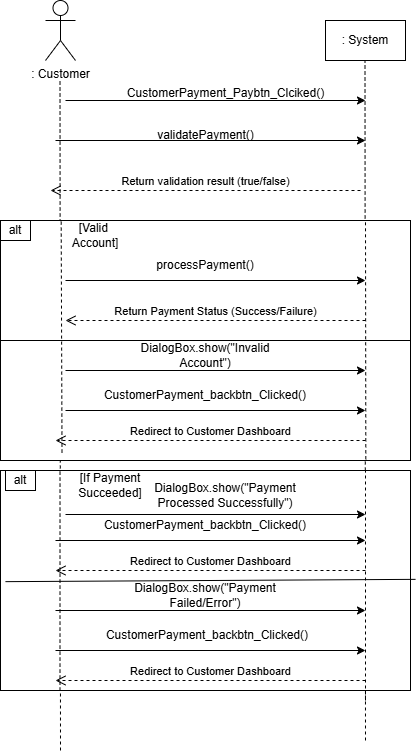 : System
: Customer
CustomerPayment_Paybtn_Clciked()
validatePayment()
Return validation result (true/false)
alt
[Valid
Account]
processPayment()
Return Payment Status (Success/Failure)
DialogBox.show("Invalid
Account")
CustomerPayment_backbtn_Clicked()
Redirect to Customer Dashboard
alt
[If Payment
Succeeded]
DialogBox.show("Payment
Processed Successfully")
CustomerPayment_backbtn_Clicked()
Redirect to Customer Dashboard
DialogBox.show("Payment
Failed/Error")
CustomerPayment_backbtn_Clicked()
Redirect to Customer Dashboard